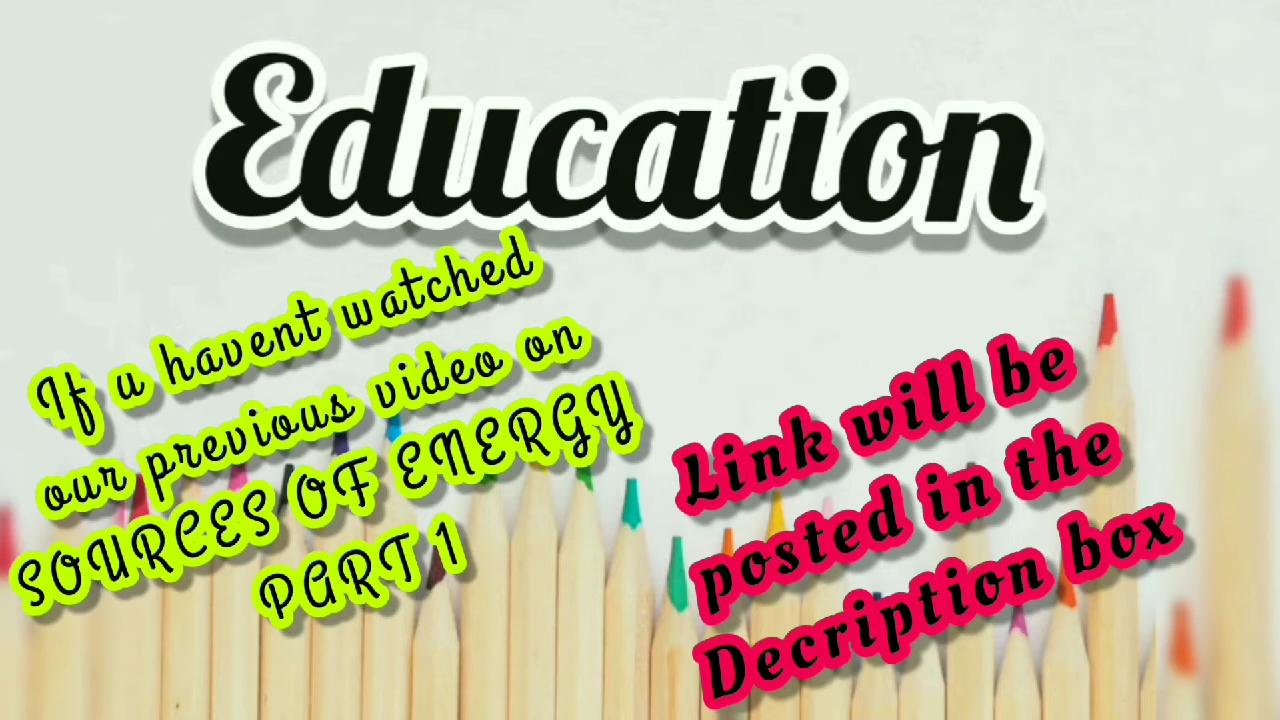 Education
If u havent watched
our previous video on
SOURCES OF ENERGY
PART 1
Link will be
posted in the
Decription box